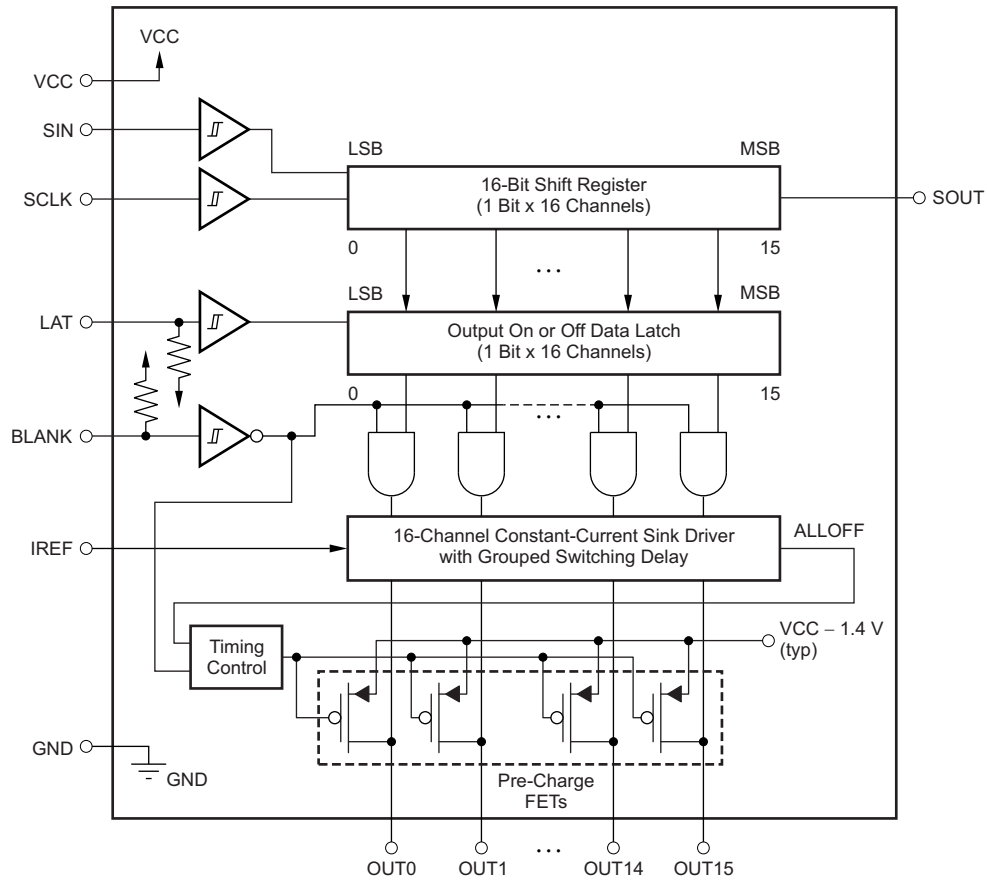 VCC
VCC
SIN
LSB
MSB
16-Bit Shift Register
(1 Bit x 16 Channels)
SCLK
SOUT
0
15
...
LSB
MSB
LAT
Output On or Off Data Latch
(1 Bit x 16 Channels)
0
15
...
BLANK
16-Channel Constant-Current Sink Driver
with Grouped Switching Delay
ALLOFF
IREF
VCC – 1.4 V
(typ)
Timing
Control
GND
GND
Pre-Charge
FETs
OUT0
OUT1
...
OUT14
OUT15